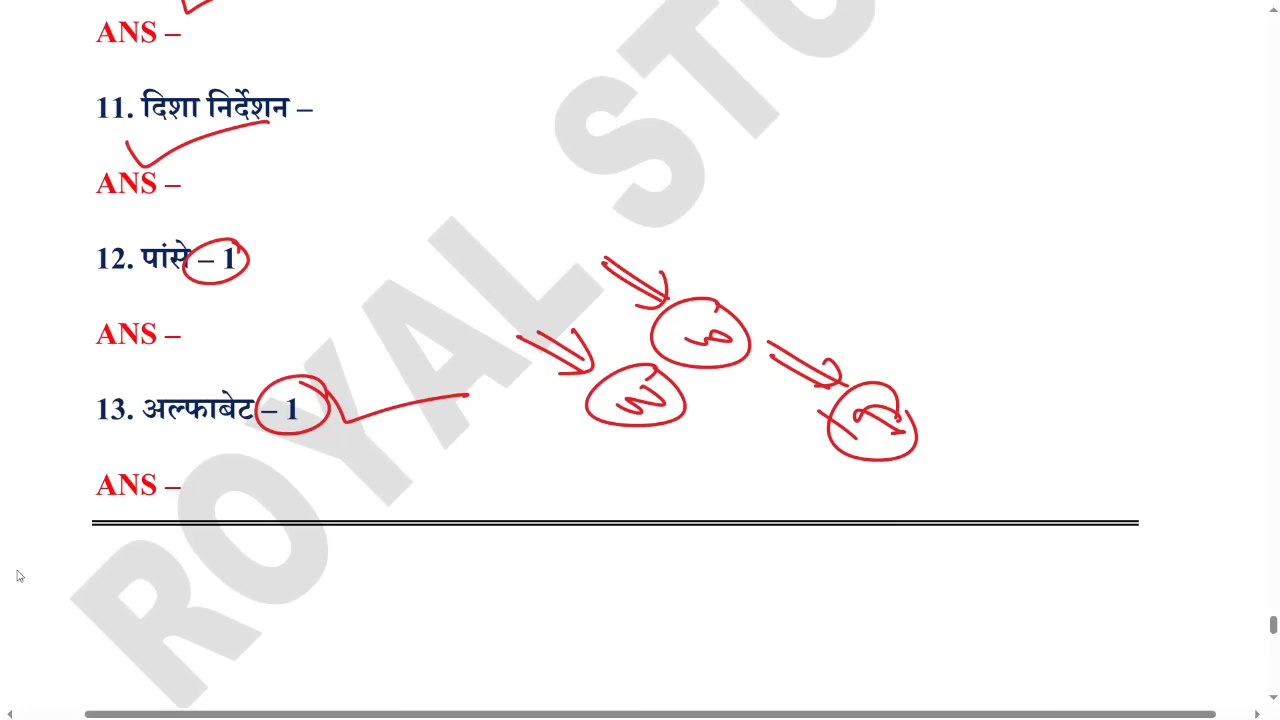 ANS –
11. दिशा निर्देशन –
ANS –
12. पांसे – 1
ANS –
13. अल्फाबेट – 1
ANS –
ROYAL STU